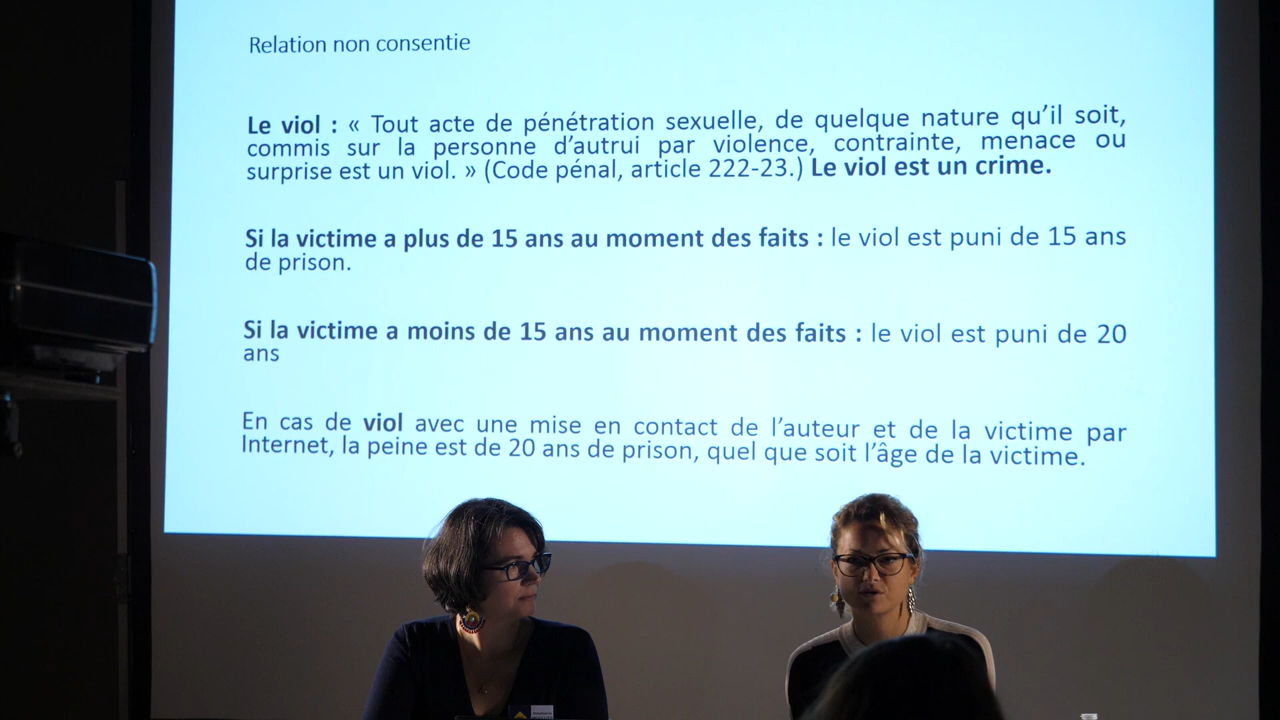 Relation non consentie
Le viol : « Tout acte de pénétration sexuelle, de quelque nature qu’il soit,
commis sur la personne d’autrui par violence, contrainte, menace ou
surprise est un viol. » (Code pénal, article 222-23.) Le viol est un crime.
Si la victime a plus de 15 ans au moment des faits : le viol est puni de 15 ans
de prison.
Si la victime a moins de 15 ans au moment des faits : le viol est puni de 20
ans
En cas de viol avec une mise en contact de l’auteur et de la victime par
Internet, la peine est de 20 ans de prison, quel que soit l’âge de la victime.